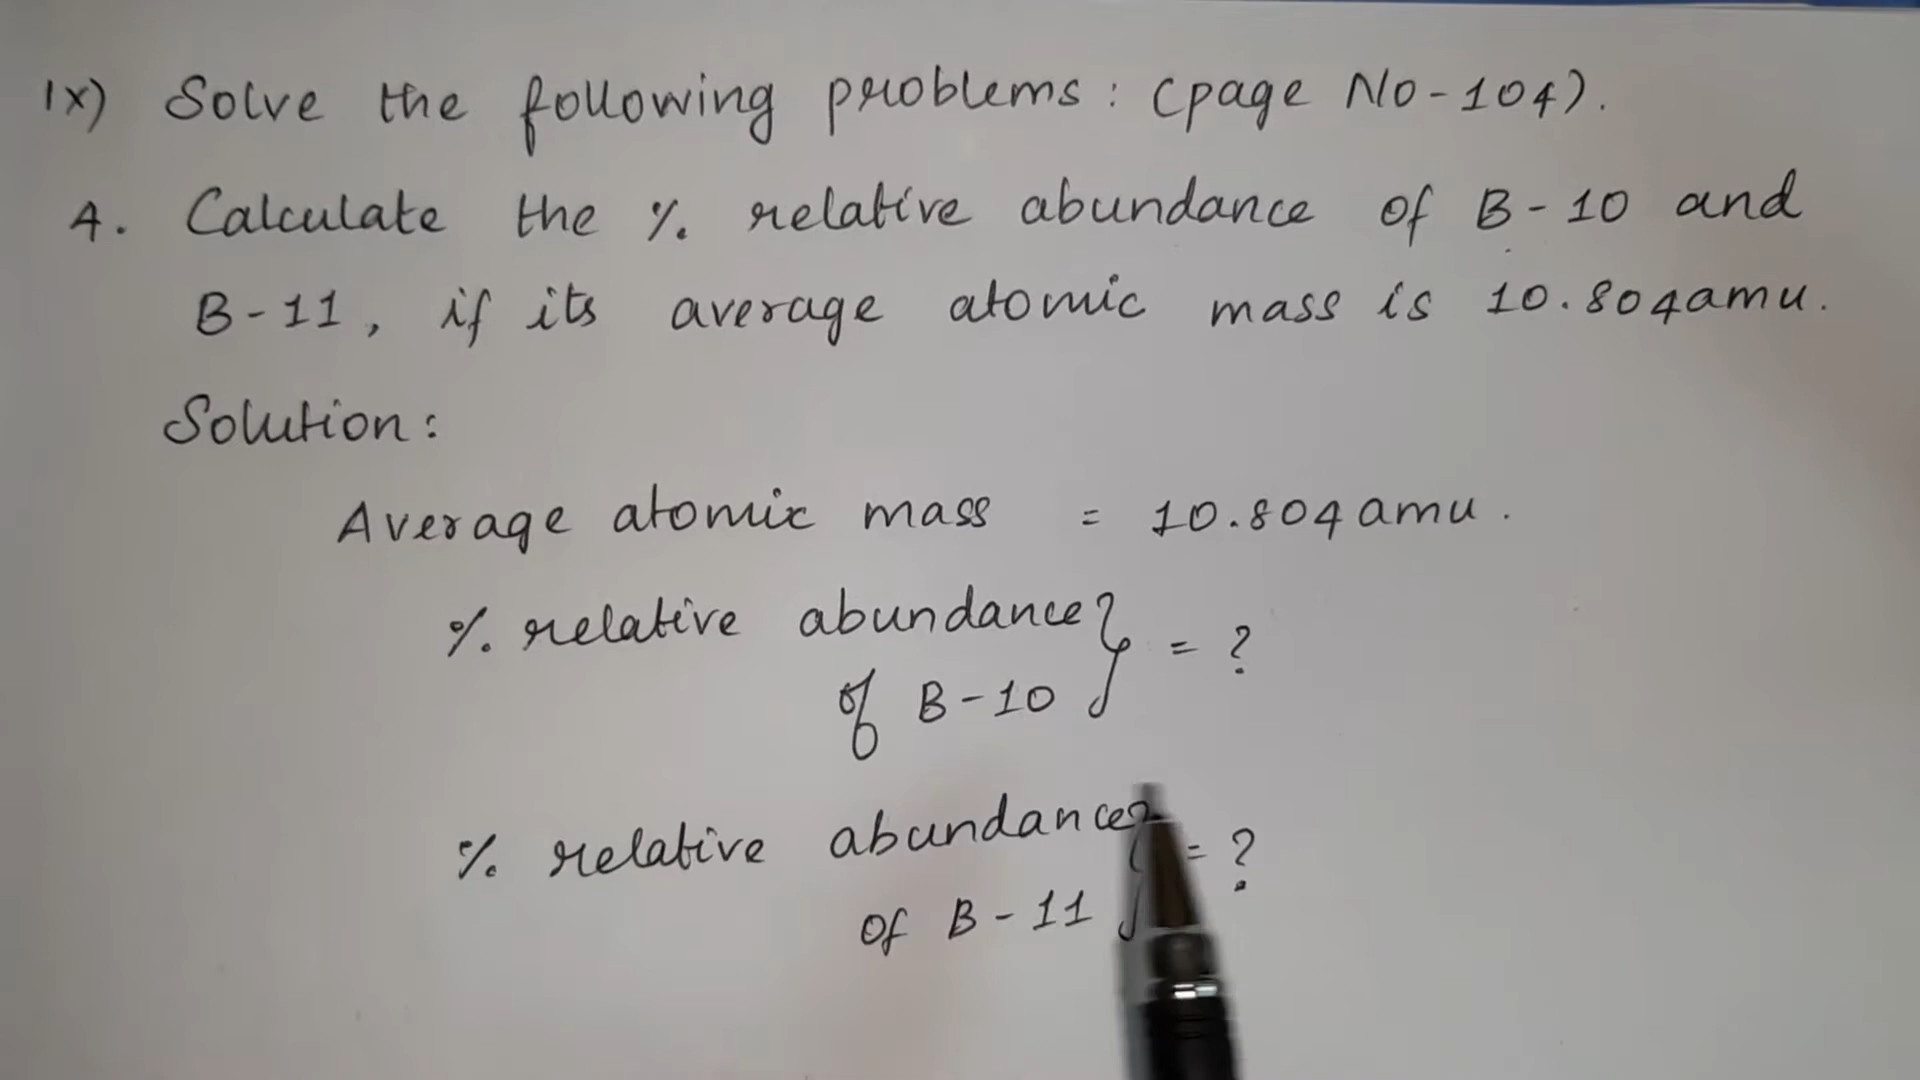 IX) Solve the following problems: (page No-104).
4. Calculate the % relative abundance of B-10 and
B-11, if its average atomic mass is 10.804amu.
Solution:
Average atomic mass = 10.804 amu.
% relative abundance } = ?
of B-10
% relative abundance } = ?
of B-11